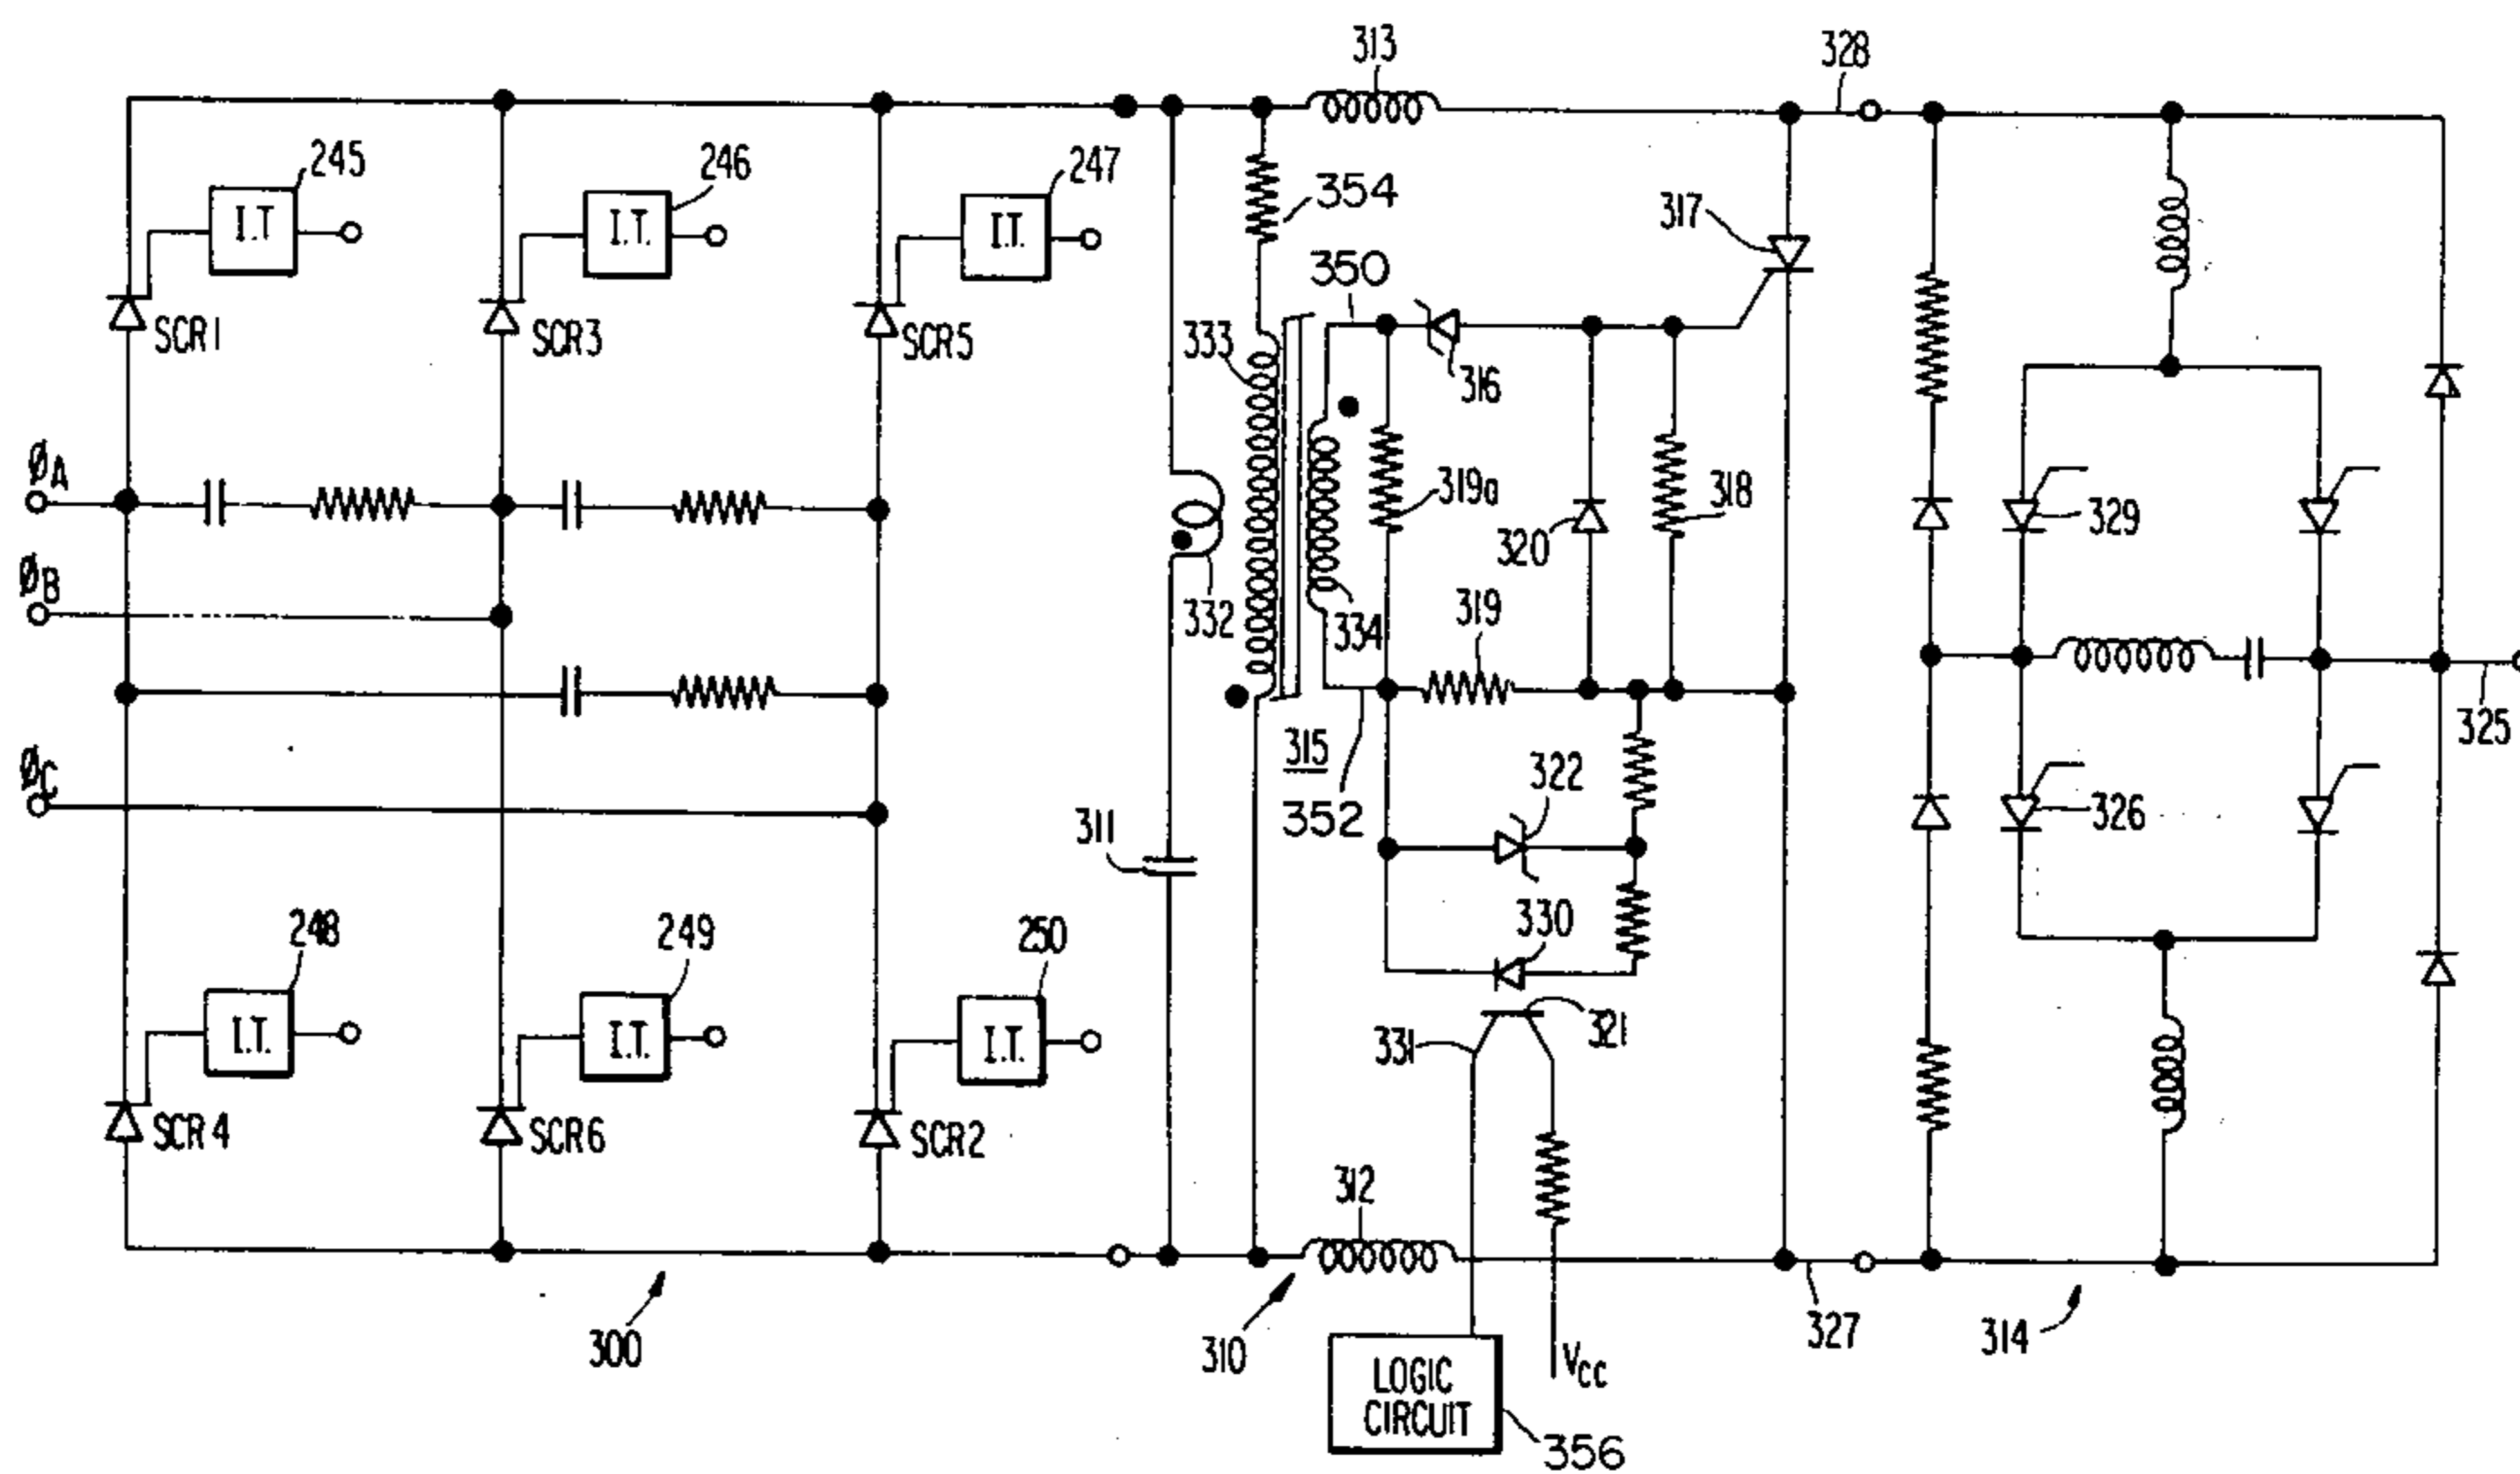 313
328
245
246
247
I.T
I.T.
I.T.
354
317
350
SCR1
SCR3
SCR5
333
316
ØA
319a
318
329
320
ØB
332
334
319
325
315
ØC
322
352
311
326
330
248
249
250
I.T.
I.T.
I.T.
331
321
SCR4
SCR6
SCR2
312
300
310
327
314
VCC
LOGIC
CIRCUIT
356